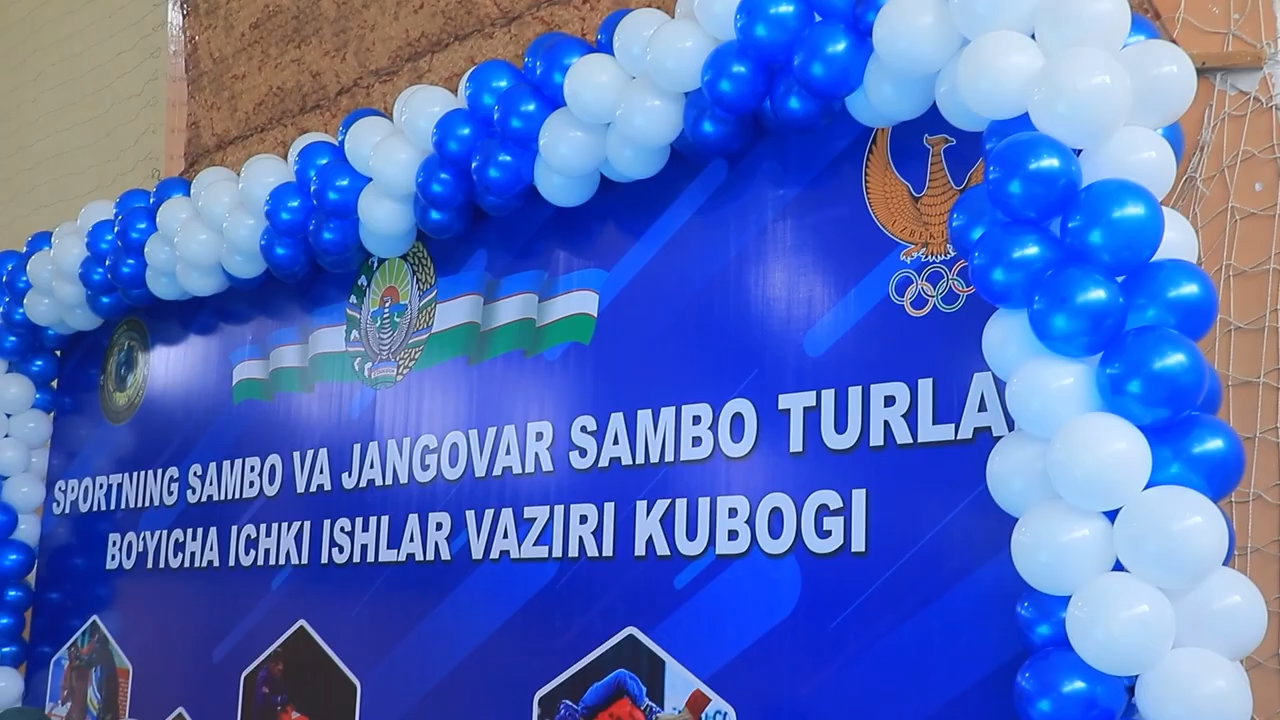 SPORTNING SAMBO VA JANGOVAR SAMBO TURLA
BO‘YICHA ICHKI ISHLAR VAZIRI KUBOGI